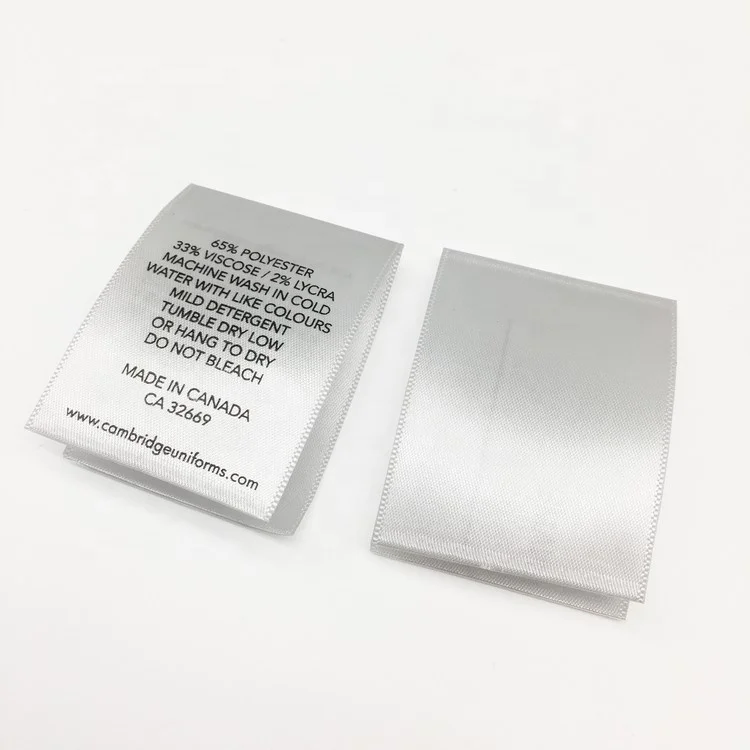 65% POLYESTER
33% VISCOSE / 2% LYCRA
MACHINE WASH IN COLD
WATER WITH LIKE COLOURS
MILD DETERGENT
TUMBLE DRY LOW
OR HANG TO DRY
DO NOT BLEACH
MADE IN CANADA
CA 32669
www.cambridgeuniforms.com